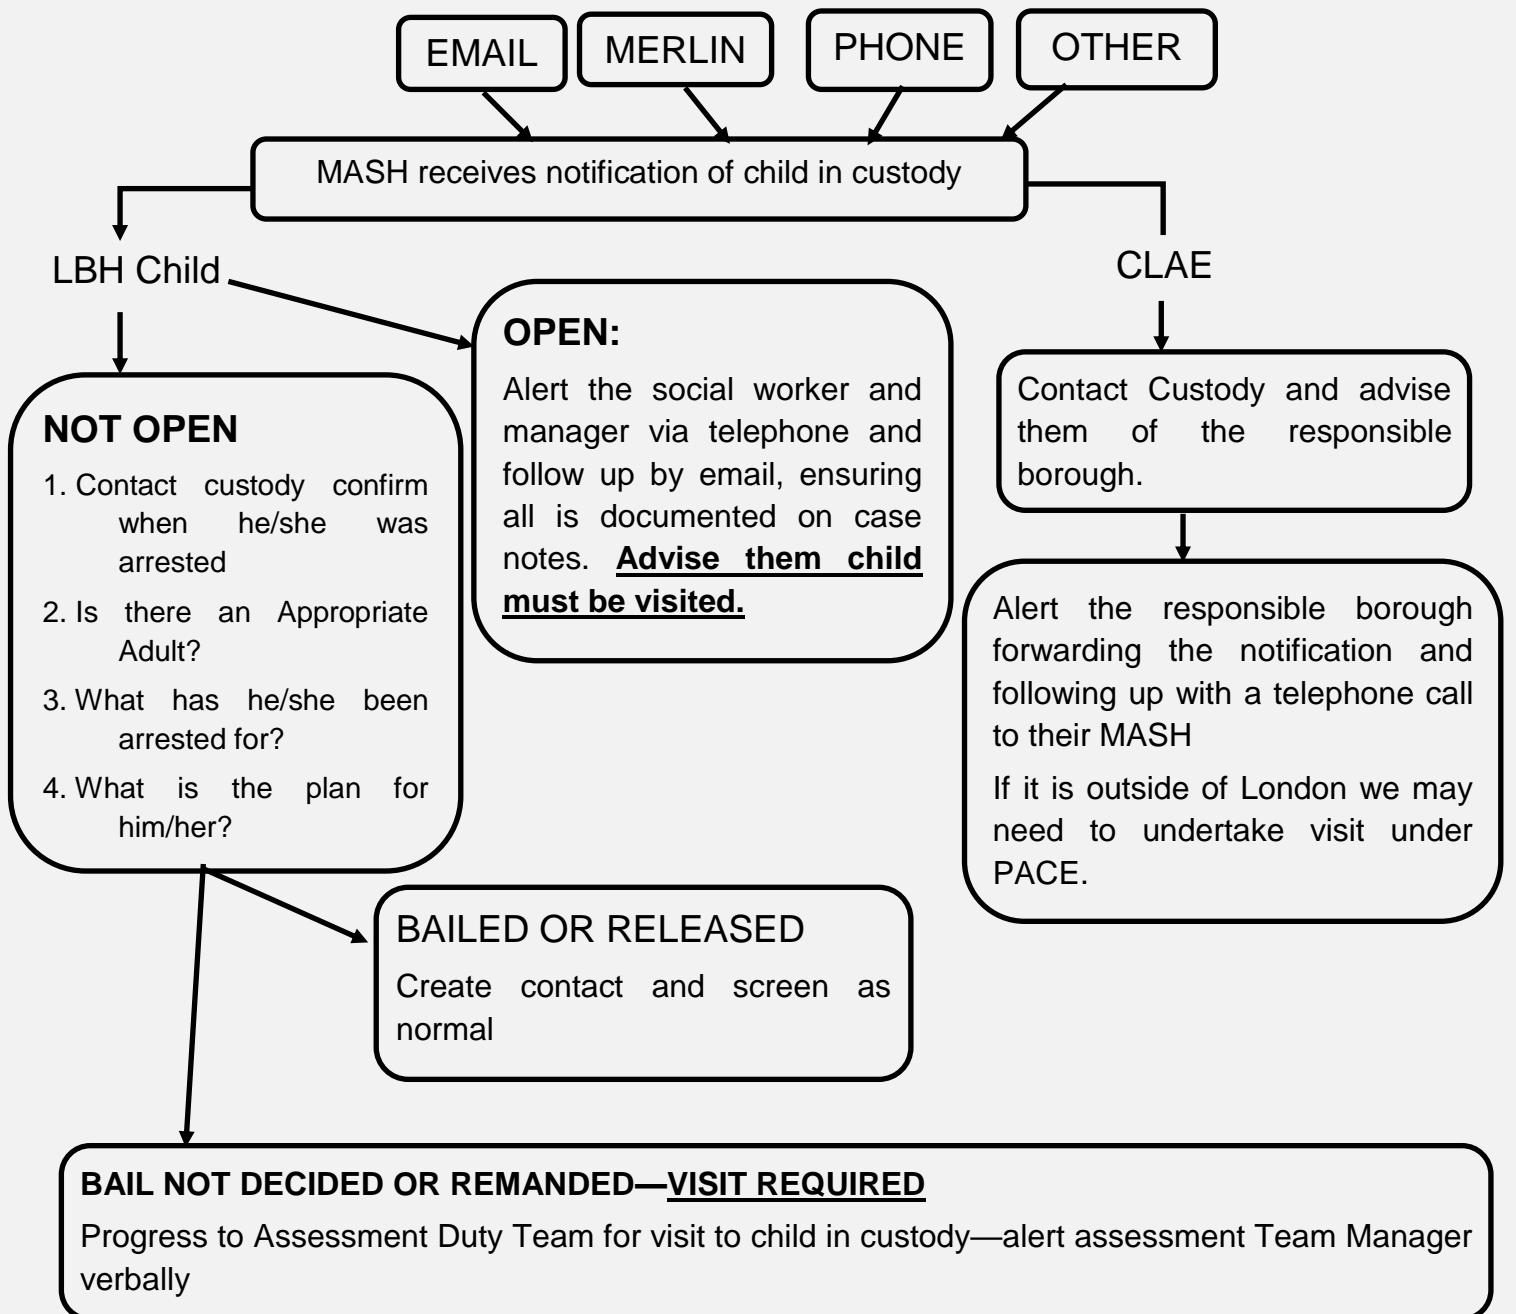 EMAIL
MERLIN
PHONE
OTHER
MASH receives notification of child in custody
LBH Child
CLAE
OPEN:
Alert the social worker and
manager via telephone and
follow up by email, ensuring
all is documented on case
notes. Advise them child
must be visited.
NOT OPEN
1. Contact custody confirm
when he/she was
arrested
2. Is there an Appropriate
Adult?
3. What has he/she been
arrested for?
4. What is the plan for
him/her?
Contact Custody and advise
them of the responsible
borough.
Alert the responsible borough
forwarding the notification and
following up with a telephone call
to their MASH
If it is outside of London we may
need to undertake visit under
PACE.
BAILED OR RELEASED
Create contact and screen as
normal
BAIL NOT DECIDED OR REMANDED—VISIT REQUIRED
Progress to Assessment Duty Team for visit to child in custody—alert assessment Team Manager
verbally